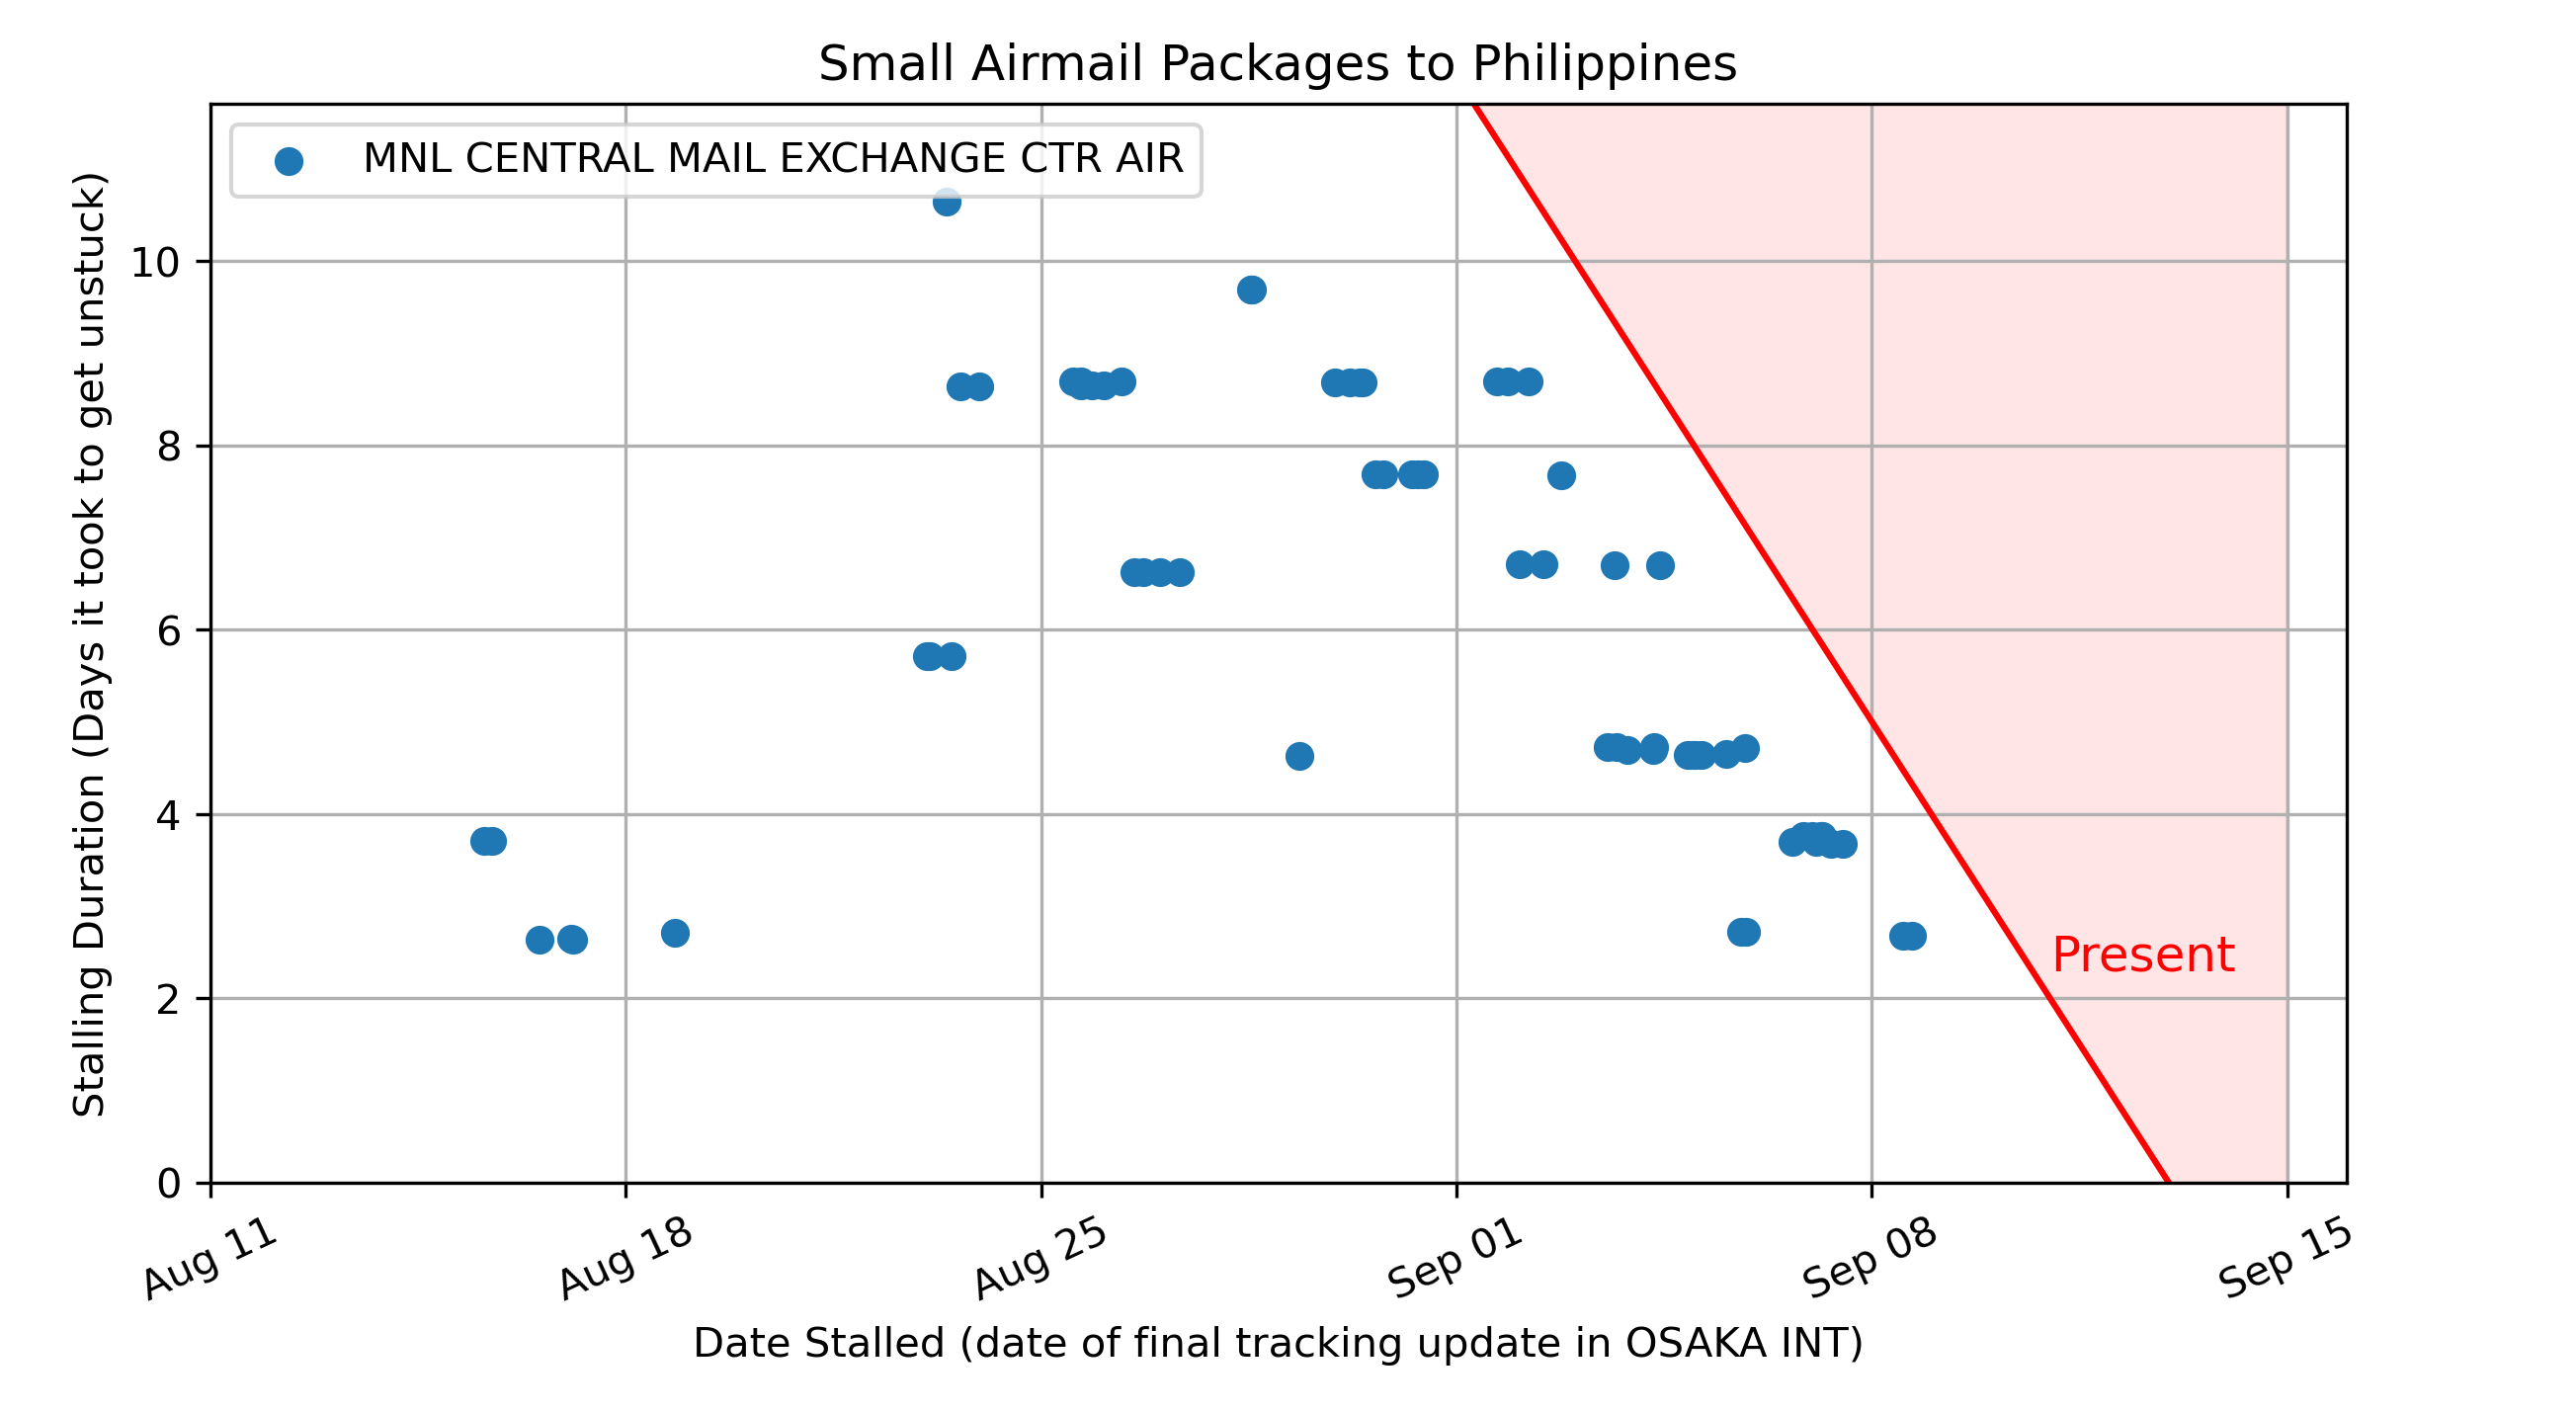 Small Airmail Packages to Philippines
MNL CENTRAL MAIL EXCHANGE CTR AIR
Stalling Duration (Days it took to get unstuck)
10
8
6
4
2
0
Present
Aug 11
Aug 18
Aug 25
Sep 01
Sep 08
Sep 15
Date Stalled (date of final tracking update in OSAKA INT)